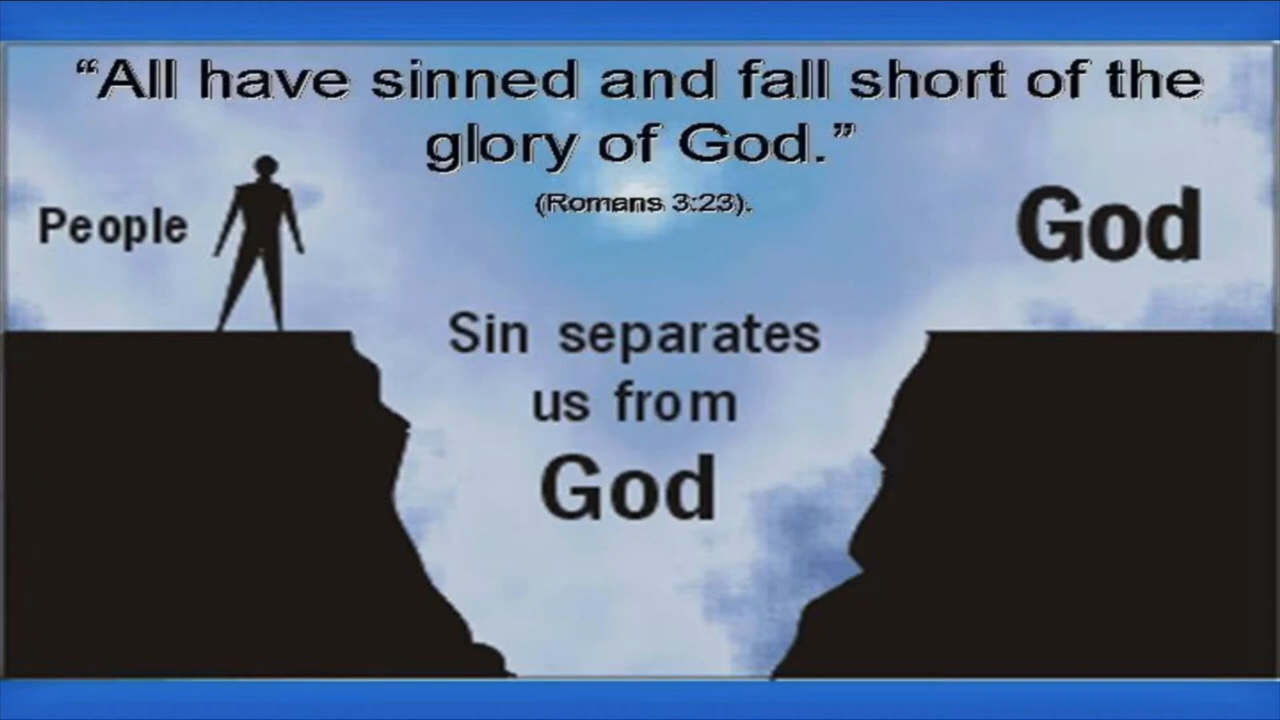 “All have sinned and fall short of the
glory of God.”
(Romans 3:23).
People
God
Sin separates
us from
God